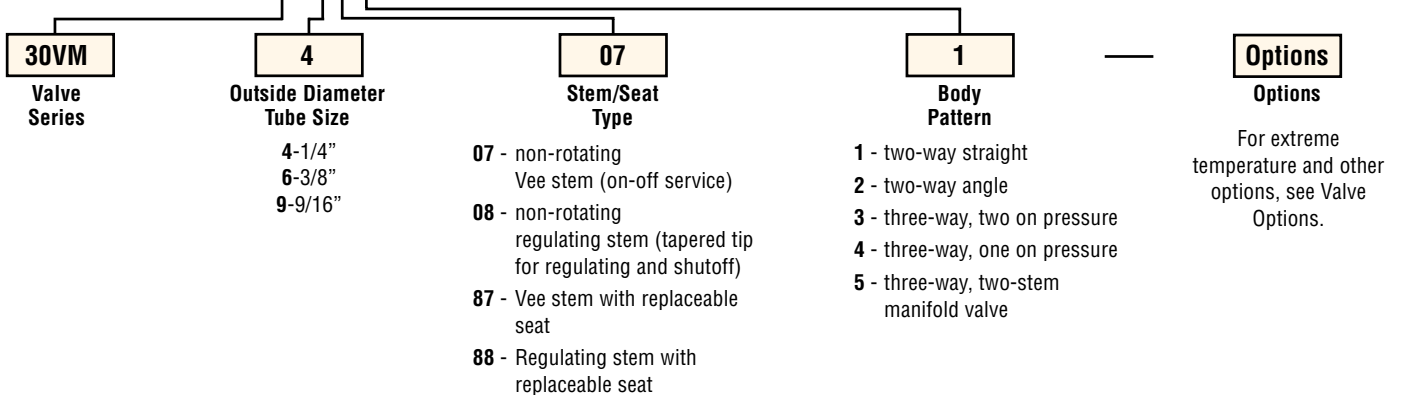 30VM
Valve
Series
4
Outside Diameter
Tube Size
4-1/4”
6-3/8”
9-9/16”
07
Stem/Seat
Type
07 - non-rotating
Vee stem (on-off service)
08 - non-rotating
regulating stem (tapered tip
for regulating and shutoff)
87 - Vee stem with replaceable
seat
88 - Regulating stem with
replaceable seat
1
Body
Pattern
1 - two-way straight
2 - two-way angle
3 - three-way, two on pressure
4 - three-way, one on pressure
5 - three-way, two-stem
manifold valve
—
Options
Options
For extreme
temperature and other
options, see Valve
Options.